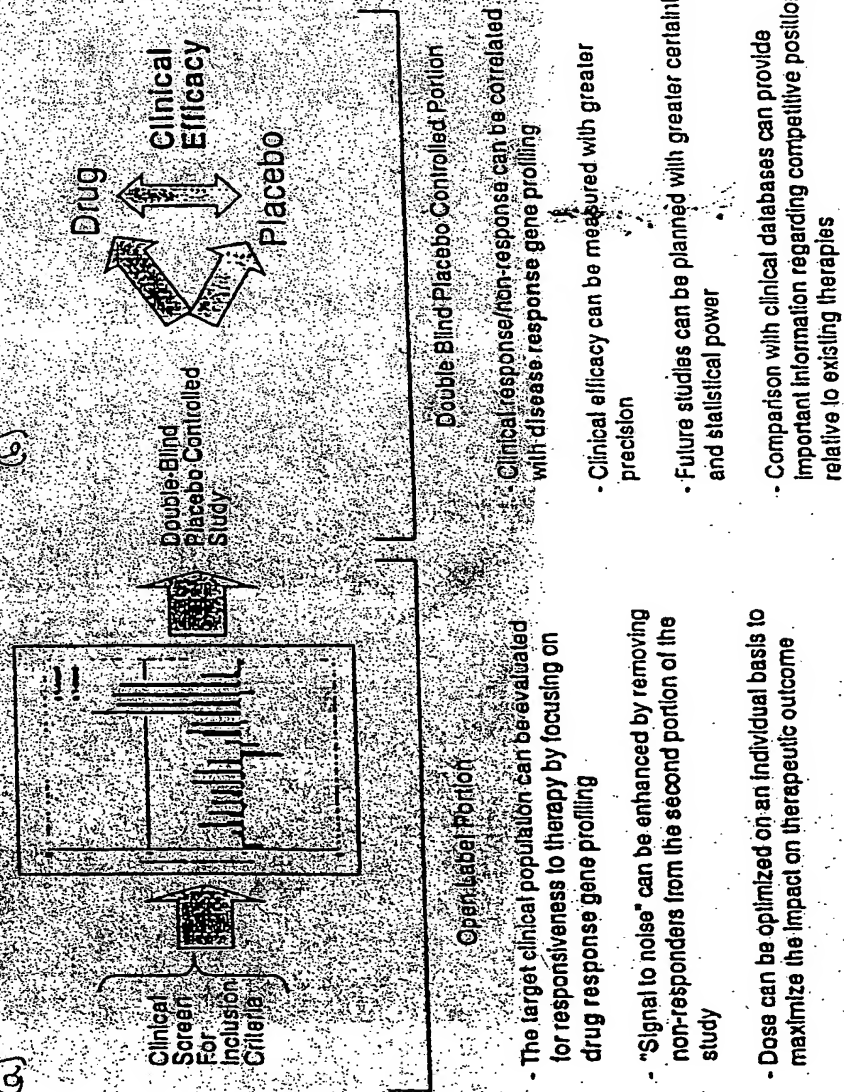 (a)
Clinical
Screen
For
Inclusion
Criteria
Double-Blind
Placebo Controlled
Study
Open Label Portion
- The target clinical population can be evaluated
for responsiveness to therapy by focusing on
drug response gene profiling
- "Signal to noise" can be enhanced by removing
non-responders from the second portion of the
study
- Dose can be optimized on an individual basis to
maximize the impact on therapeutic outcome
(b)
Drug
Clinical
Efficacy
Placebo
Double Blind Placebo Controlled Portion
- Clinical response/non-response can be correlated
with disease response gene profiling
- Clinical efficacy can be measured with greater
precision
- Future studies can be planned with greater certaint
and statistical power
- Comparison with clinical databases can provide
important information regarding competitive positio
relative to existing therapies